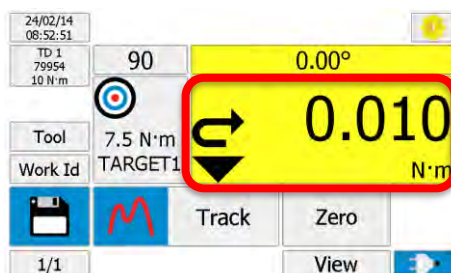 24/02/14
08:52:51
TD 1
79954
10 N·m
90
0.00°
7.5 N·m
TARGET1
0.010
N·m
Tool
Work Id
Track
Zero
1/1
View